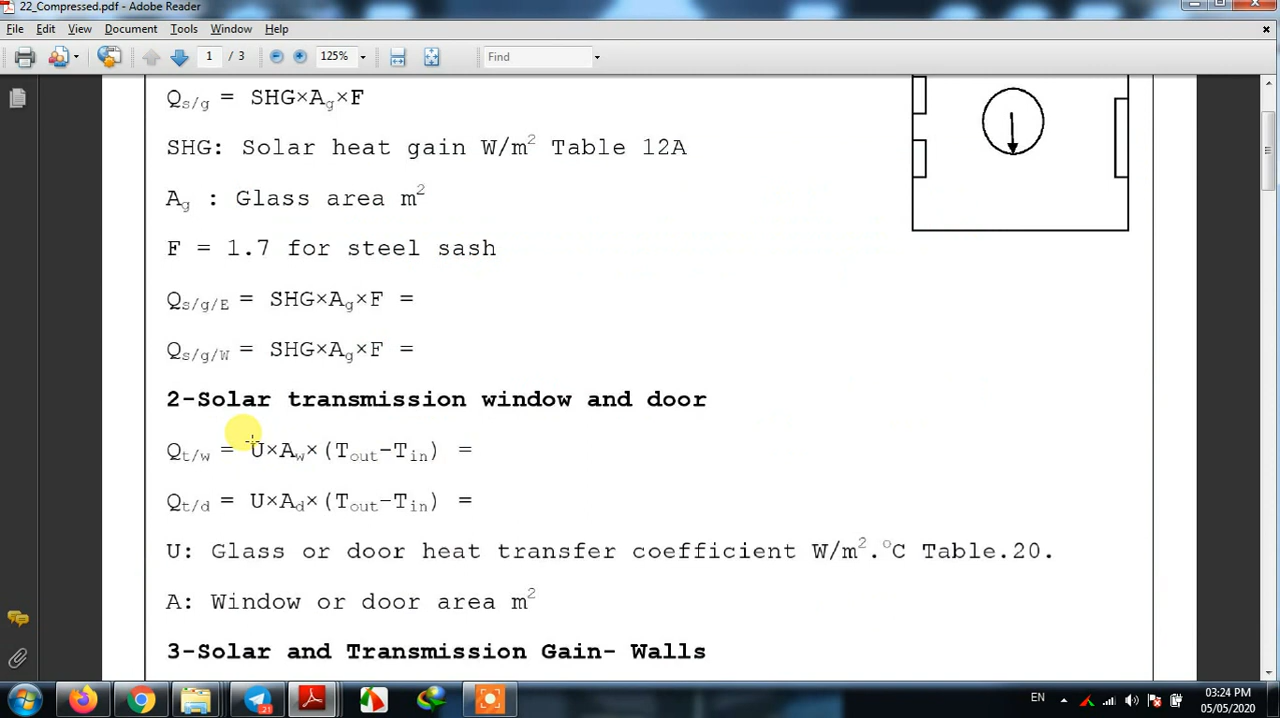 22_Compressed.pdf - Adobe Reader
File Edit View Document Tools Window Help
1 / 3 125% Find
Qs/g = SHG×Ag×F
SHG: Solar heat gain W/m² Table 12A
Ag : Glass area m²
F = 1.7 for steel sash
Qs/g/E = SHG×Ag×F =
Qs/g/W = SHG×Ag×F =
2-Solar transmission window and door
Qt/w = U×Aw×(Tout-Tin) =
Qt/d = U×Ad×(Tout-Tin) =
U: Glass or door heat transfer coefficient W/m².°C Table.20.
A: Window or door area m²
3-Solar and Transmission Gain- Walls
21
EN
03:24 PM
05/05/2020